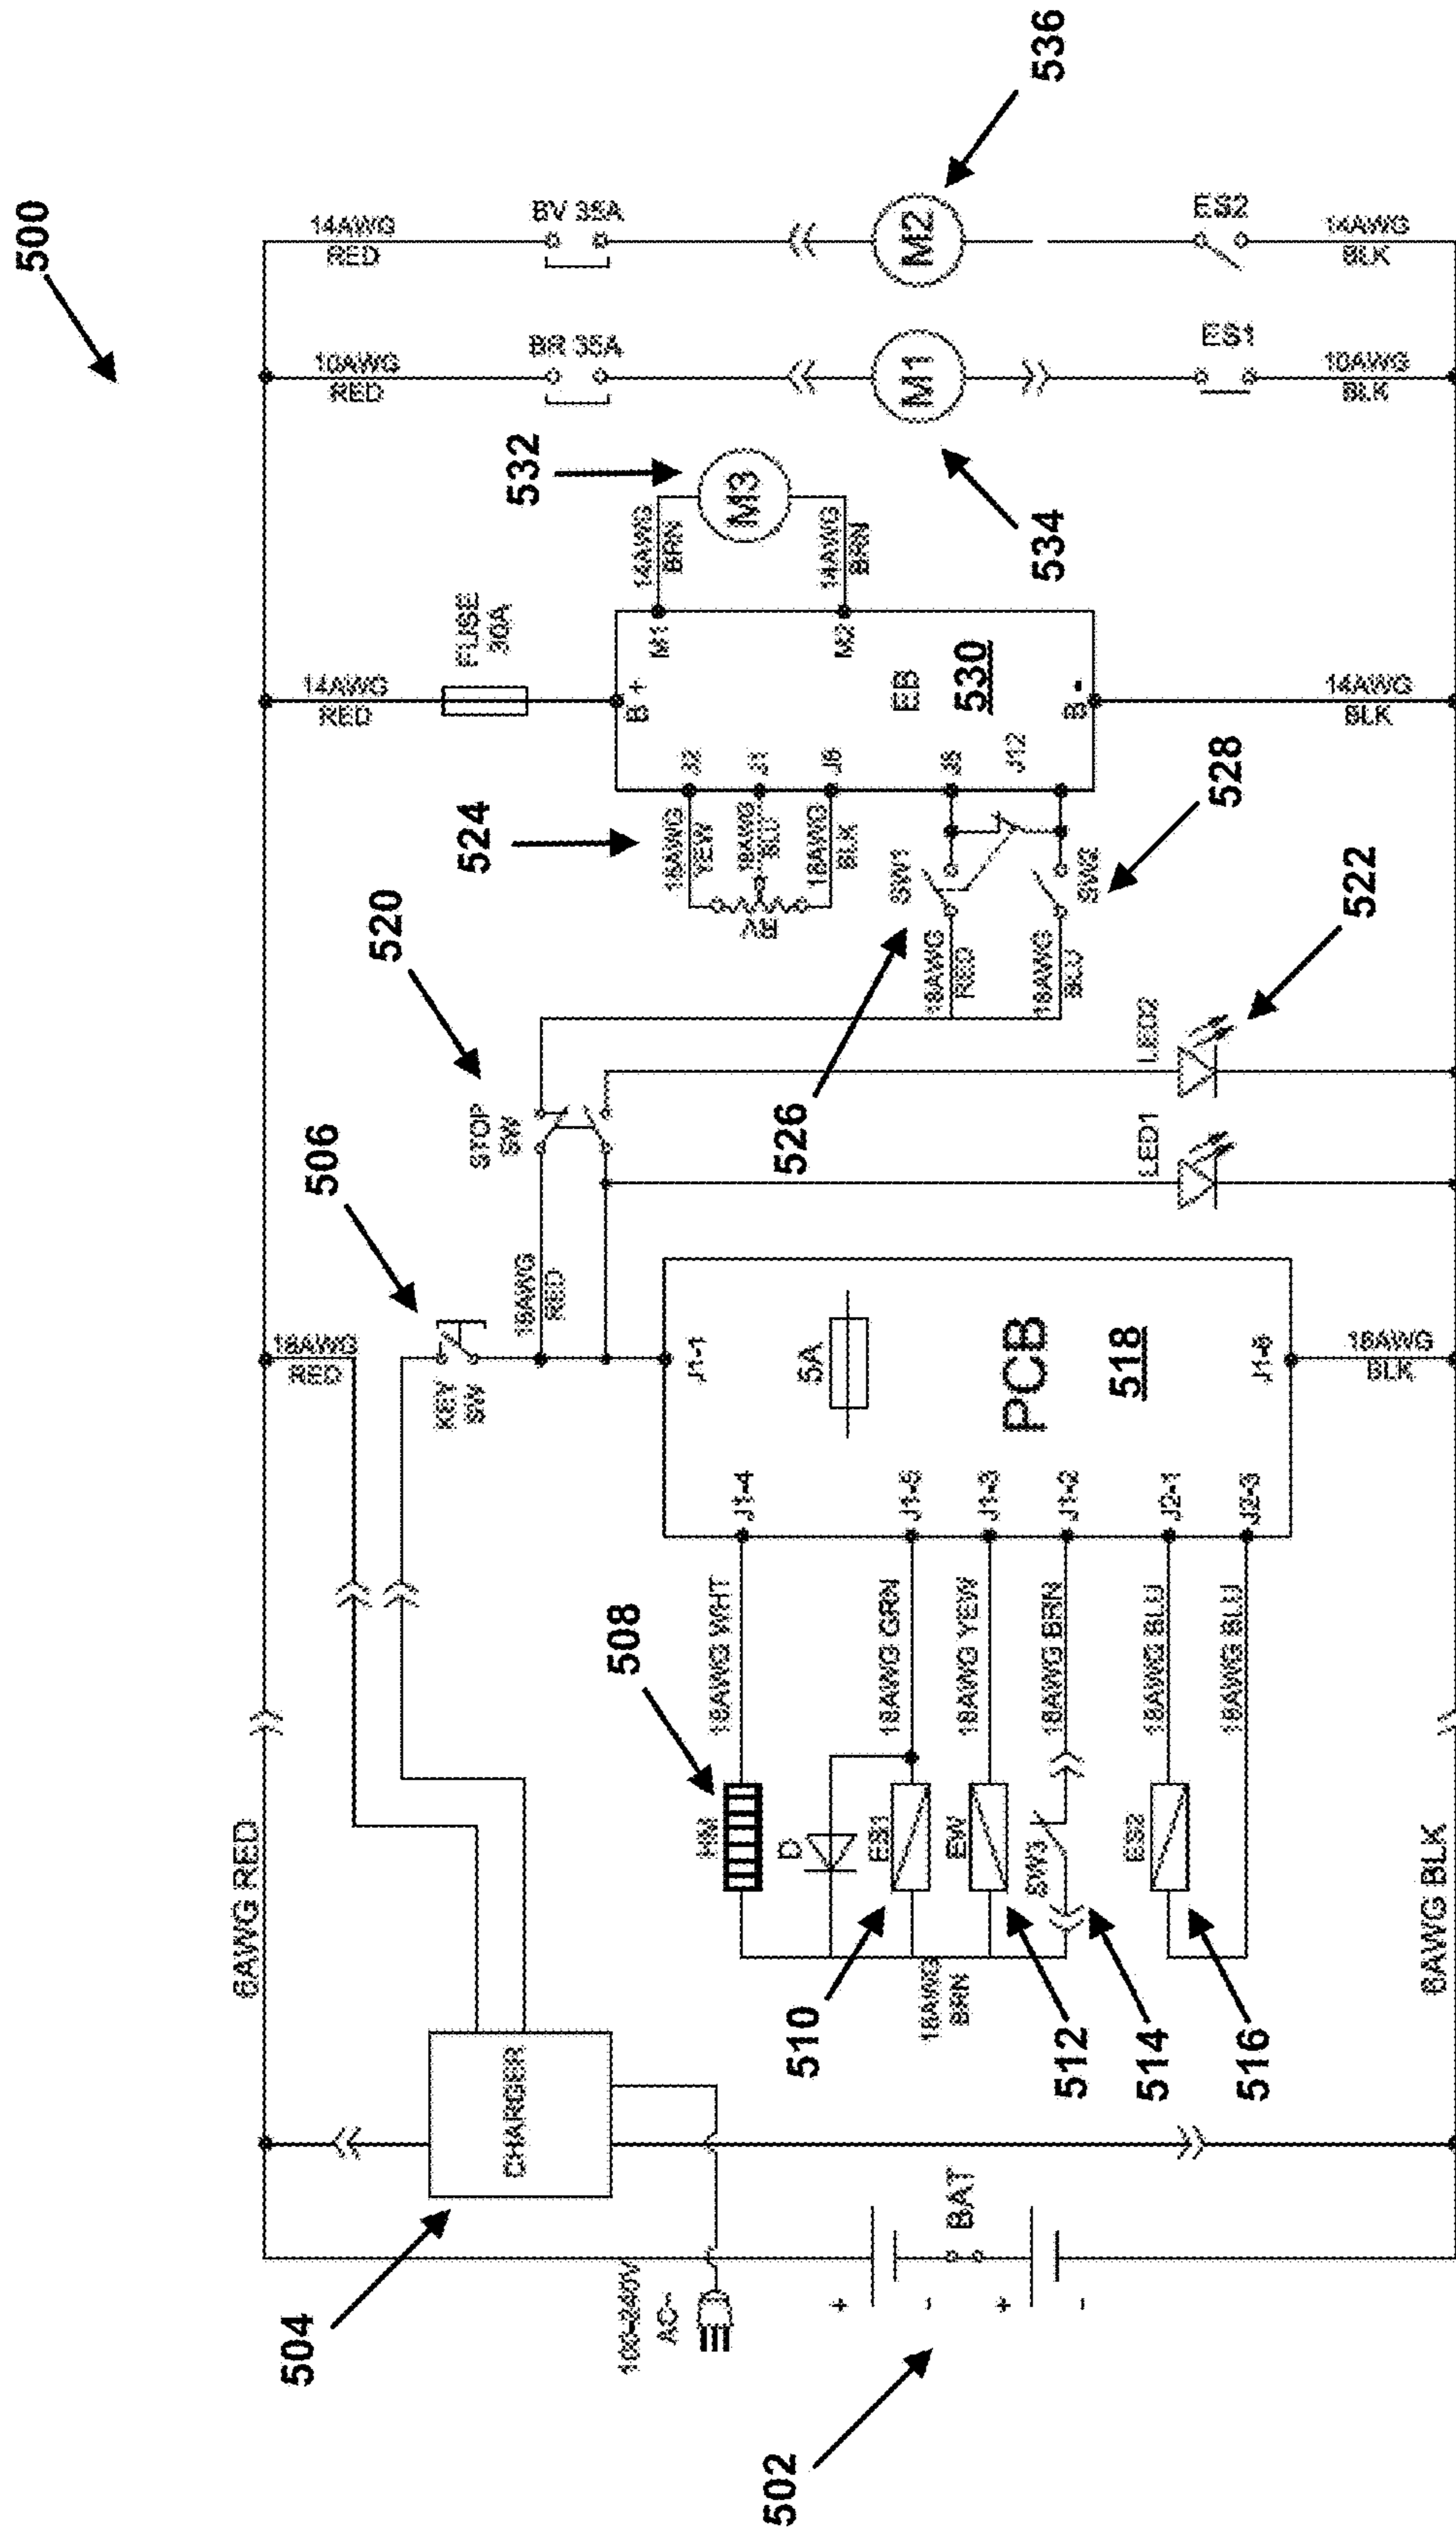 500
6AWG RED
504
CHARGER
100-240V
AC~
502
+
-
BAT
+
-
6AWG BLK
18AWG
RED
506
KEY
SW
508
HM
18AWG WHT
J1-4
D
510
ES1
18AWG GRN
J1-5
512
EW
18AWG YEW
J1-3
514
SW3
18AWG BRN
J1-2
18AWG
BRN
516
ES2
18AWG BLU
J2-1
18AWG BLU
J2-3
J1-1
5A
PCB
518
J1-6
18AWG
BLK
18AWG
RED
520
STOP
SW
LED1
LED2
522
524
18AWG
YEW
18AWG
BLU
18AWG
BLK
RV
526
SW1
18AWG
RED
528
SW2
18AWG
BLU
14AWG
RED
FUSE
30A
B +
J2
J1
J6
J12
M1
M2
EB
530
B -
14AWG
BLK
14AWG
BRN
14AWG
BRN
532
M3
10AWG
RED
BR 35A
M1
534
ES1
10AWG
BLK
14AWG
RED
BV 35A
M2
536
ES2
14AWG
BLK